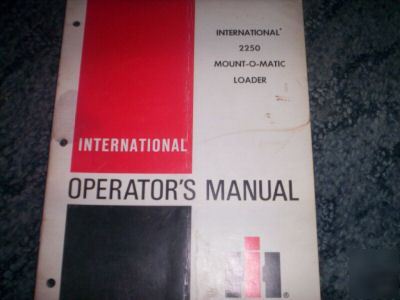 INTERNATIONAL®
2250
MOUNT-O-MATIC
LOADER
INTERNATIONAL
OPERATOR'S MANUAL